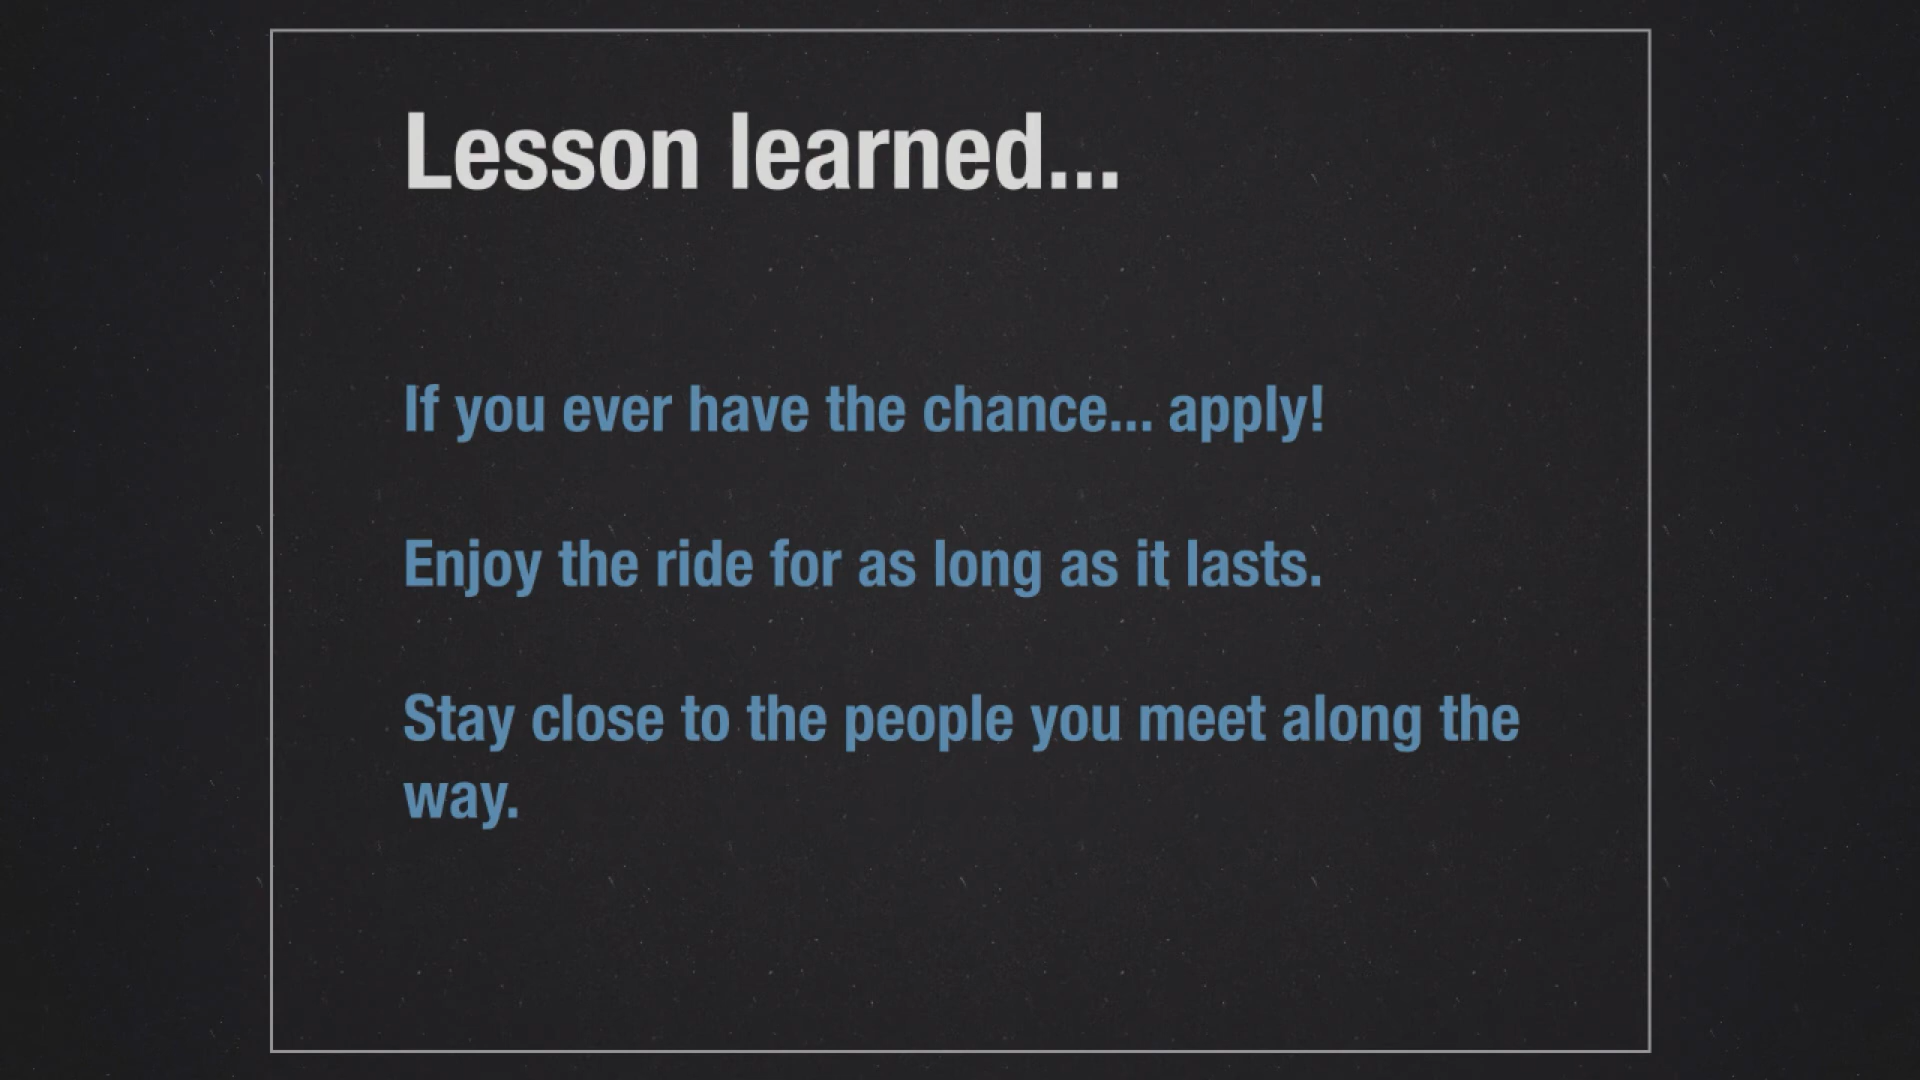 Lesson learned...
If you ever have the chance... apply!
Enjoy the ride for as long as it lasts.
Stay close to the people you meet along the
way.